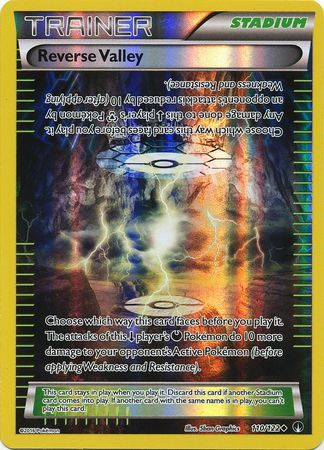 TRAINER
STADIUM
Reverse Valley
Choose which way this card faces before you play it.
Any damage done to this ↓ player's Pokémon by
an opponent's attacks is reduced by 10 (after applying
Weakness and Resistance).
Choose which way this card faces before you play it.
The attacks of this ↓ player's Pokémon do 10 more
damage to your opponent's Active Pokémon (before
applying Weakness and Resistance).
This card stays in play when you play it. Discard this card if another Stadium
card comes into play. If another card with the same name is in play, you can't
play this card.
©2016 Pokémon
Illus. 5ban Graphics
110/122